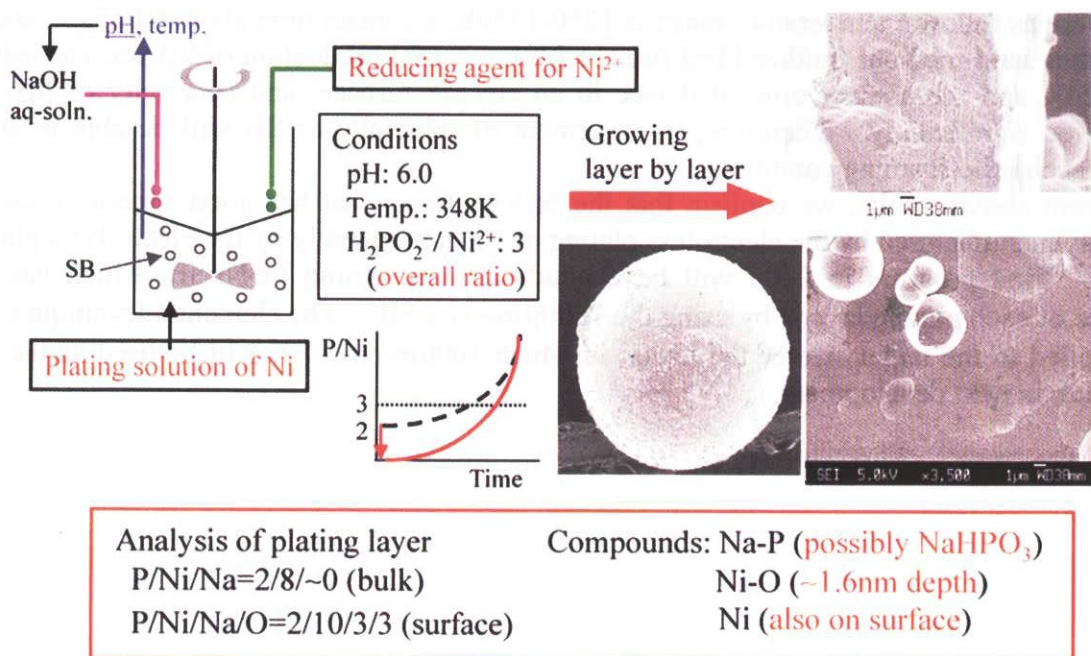 pH, temp.
NaOH
aq-soln.
Reducing agent for Ni²⁺
SB
Plating solution of Ni
Conditions
pH: 6.0
Temp.: 348K
H₂PO₂⁻/ Ni²⁺: 3
(overall ratio)
P/Ni
3
2
Time
Growing
layer by layer
1μm WD38mm
SEI 5.0kV ×3,500 1μm WD38mm
Analysis of plating layer
P/Ni/Na=2/8/~0 (bulk)
P/Ni/Na/O=2/10/3/3 (surface)
Compounds: Na-P (possibly NaHPO₃)
Ni-O (~1.6nm depth)
Ni (also on surface)